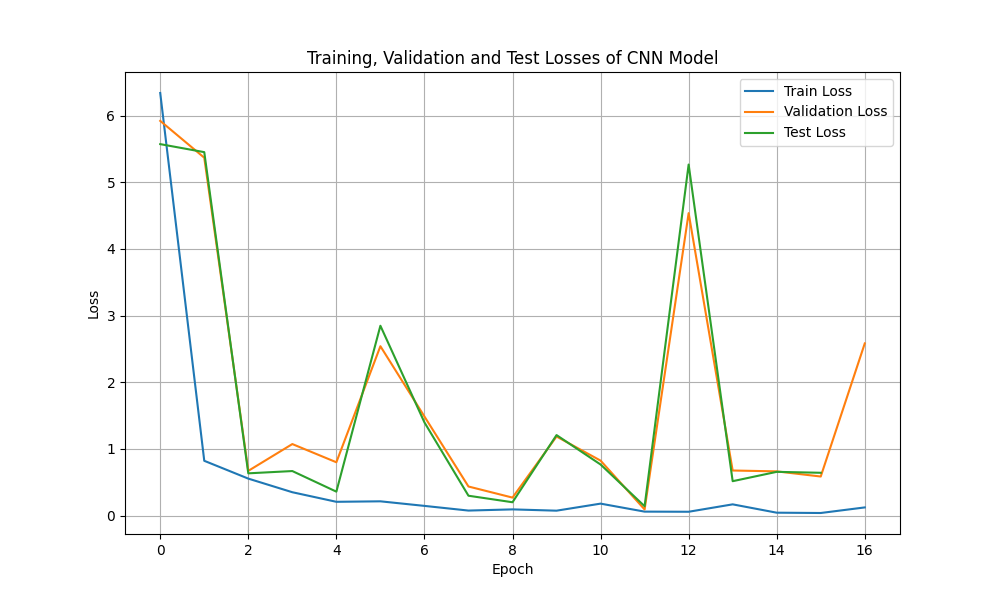 Training, Validation and Test Losses of CNN Model
Train Loss
Validation Loss
Test Loss
Loss
6
5
4
3
2
1
0
0 2 4 6 8 10 12 14 16
Epoch